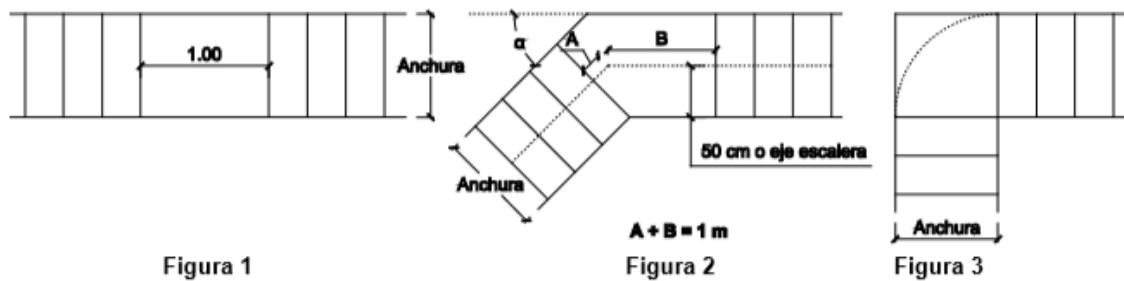 1.00
Anchura
α
A
B
50 cm o eje escalera
Anchura
A + B = 1 m
Anchura
Figura 1
Figura 2
Figura 3